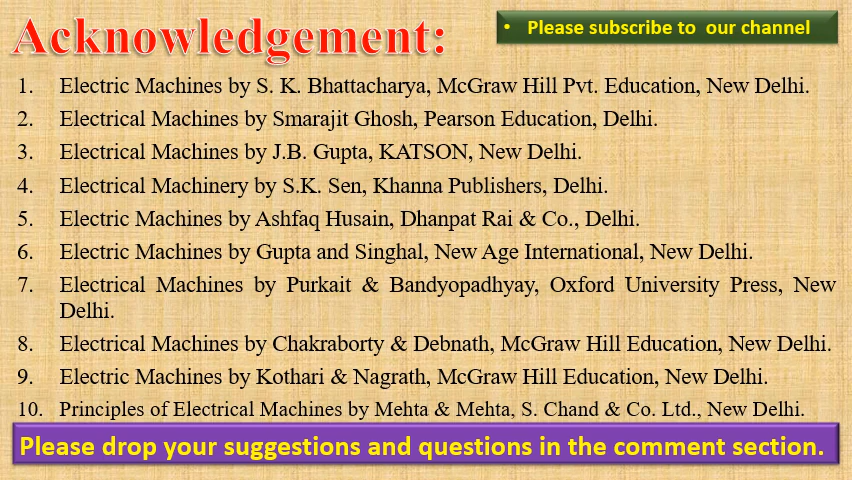 Acknowledgement:
• Please subscribe to our channel
1. Electric Machines by S. K. Bhattacharya, McGraw Hill Pvt. Education, New Delhi.
2. Electrical Machines by Smarajit Ghosh, Pearson Education, Delhi.
3. Electrical Machines by J.B. Gupta, KATSON, New Delhi.
4. Electrical Machinery by S.K. Sen, Khanna Publishers, Delhi.
5. Electric Machines by Ashfaq Husain, Dhanpat Rai & Co., Delhi.
6. Electric Machines by Gupta and Singhal, New Age International, New Delhi.
7. Electrical Machines by Purkait & Bandyopadhyay, Oxford University Press, New
Delhi.
8. Electrical Machines by Chakraborty & Debnath, McGraw Hill Education, New Delhi.
9. Electric Machines by Kothari & Nagrath, McGraw Hill Education, New Delhi.
10. Principles of Electrical Machines by Mehta & Mehta, S. Chand & Co. Ltd., New Delhi.
Please drop your suggestions and questions in the comment section.